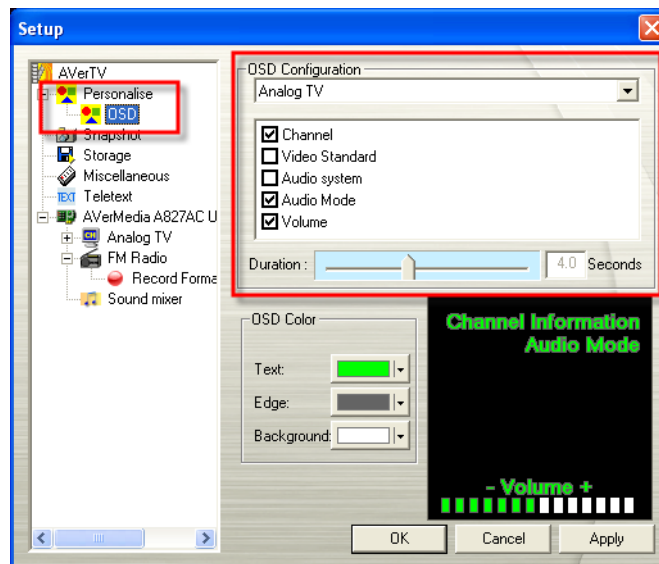 Setup
AVerTV
Personalise
OSD
Snapshot
Storage
Miscellaneous
TEXT Teletext
AVerMedia A827AC U
CH Analog TV
FM Radio
Record Forma
Sound mixer
OSD Configuration
Analog TV
Channel
Video Standard
Audio system
Audio Mode
Volume
Duration : 4.0 Seconds
OSD Color
Text:
Edge:
Background:
Channel Information
Audio Mode
- Volume +
OK Cancel Apply